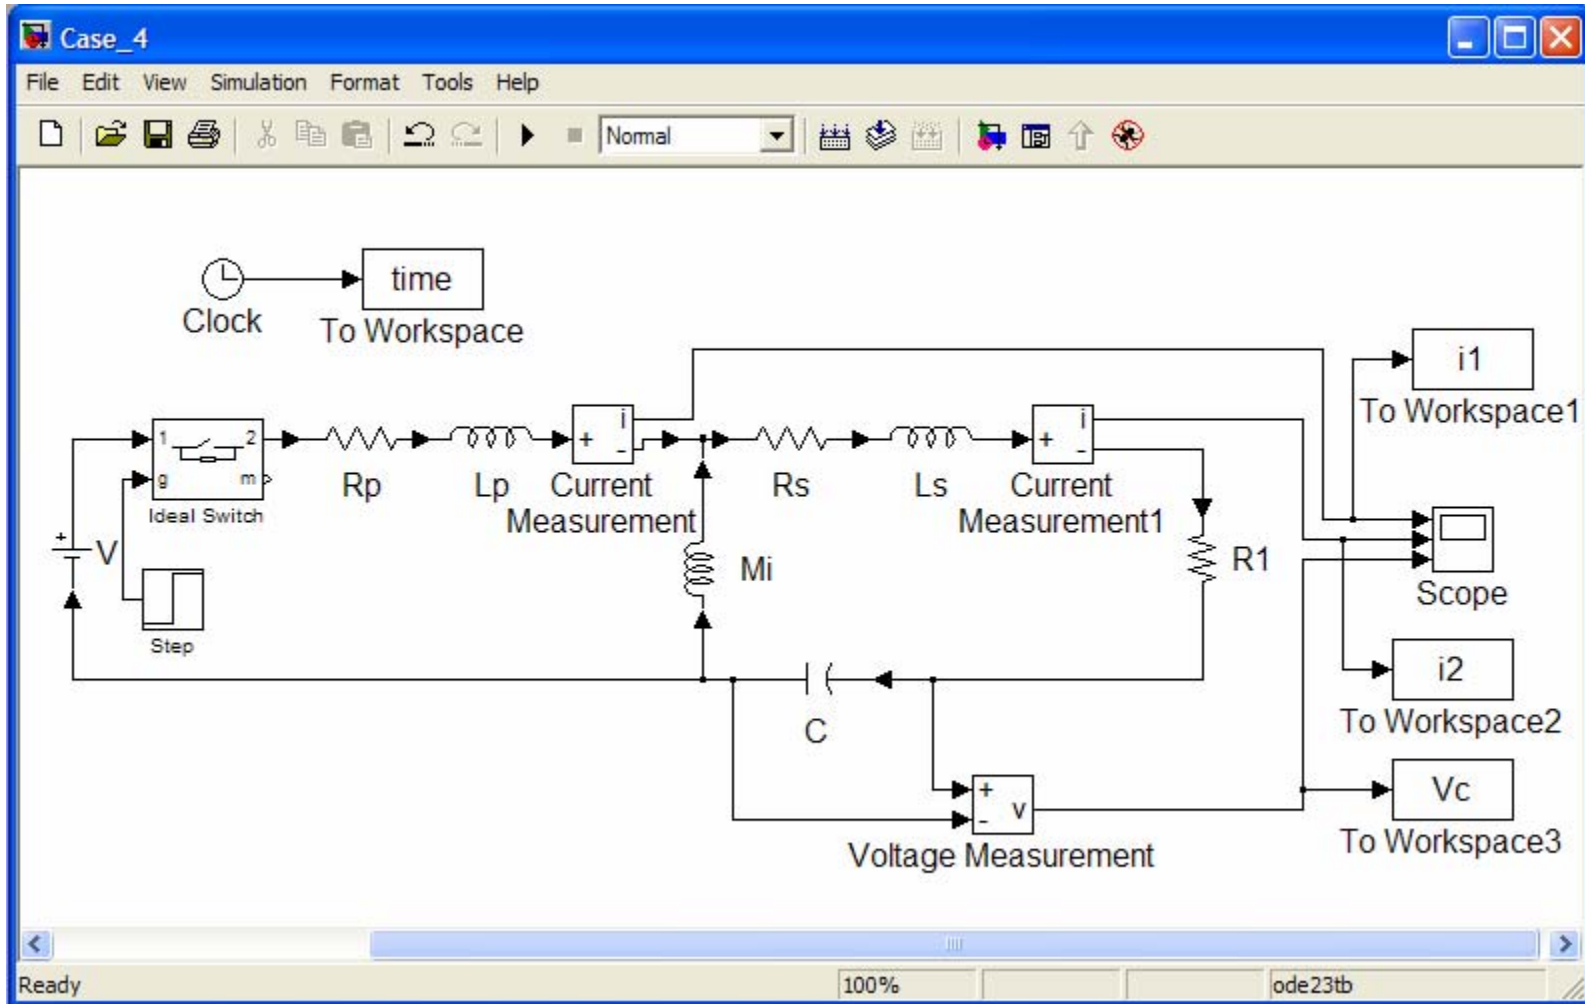 Case_4
File Edit View Simulation Format Tools Help
Normal
time
Clock
To Workspace
i1
To Workspace1
1 2
g m
Ideal Switch
Rp
Lp
+ i -
Current
Measurement
Rs
Ls
+ i -
Current
Measurement1
+
V
Step
Mi
R1
Scope
i2
To Workspace2
C
+ - v
Voltage Measurement
Vc
To Workspace3
Ready 100% ode23tb